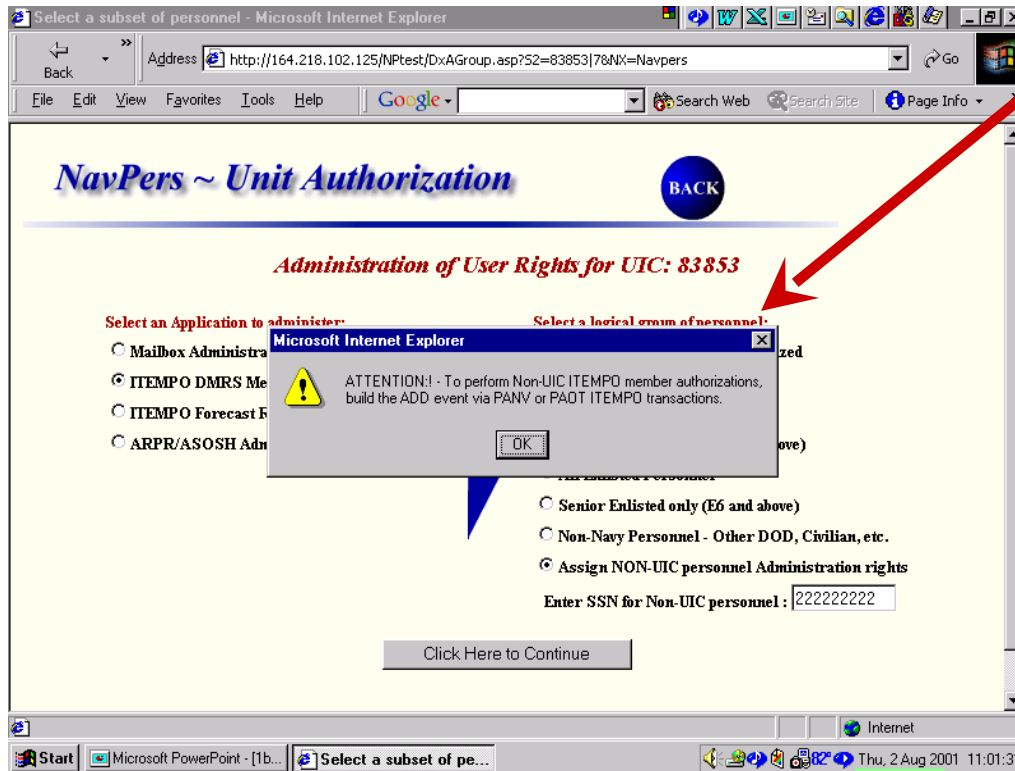 Select a subset of personnel - Microsoft Internet Explorer
Back
Address http://164.218.102.125/NPtest/DxAGroup.asp?S2=83853|7&NX=Navpers
Go
File Edit View Favorites Tools Help
Google
Search Web
Search Site
Page Info
NavPers ~ Unit Authorization
BACK
Administration of User Rights for UIC: 83853
Select an Application to administer:
Mailbox Administra
ITEMPO DMRS Me
ITEMPO Forecast R
ARPR/ASOSH Adm
Select a logical group of personnel:
zed
ove)
All Enlisted Personnel
Senior Enlisted only (E6 and above)
Non-Navy Personnel - Other DOD, Civilian, etc.
Assign NON-UIC personnel Administration rights
Enter SSN for Non-UIC personnel : 222222222
Microsoft Internet Explorer
ATTENTION:! - To perform Non-UIC ITEMPO member authorizations,
build the ADD event via PANV or PAOT ITEMPO transactions.
OK
Click Here to Continue
Internet
Start
Microsoft PowerPoint - [1b...
Select a subset of pe...
82°
Thu, 2 Aug 2001 11:01:3